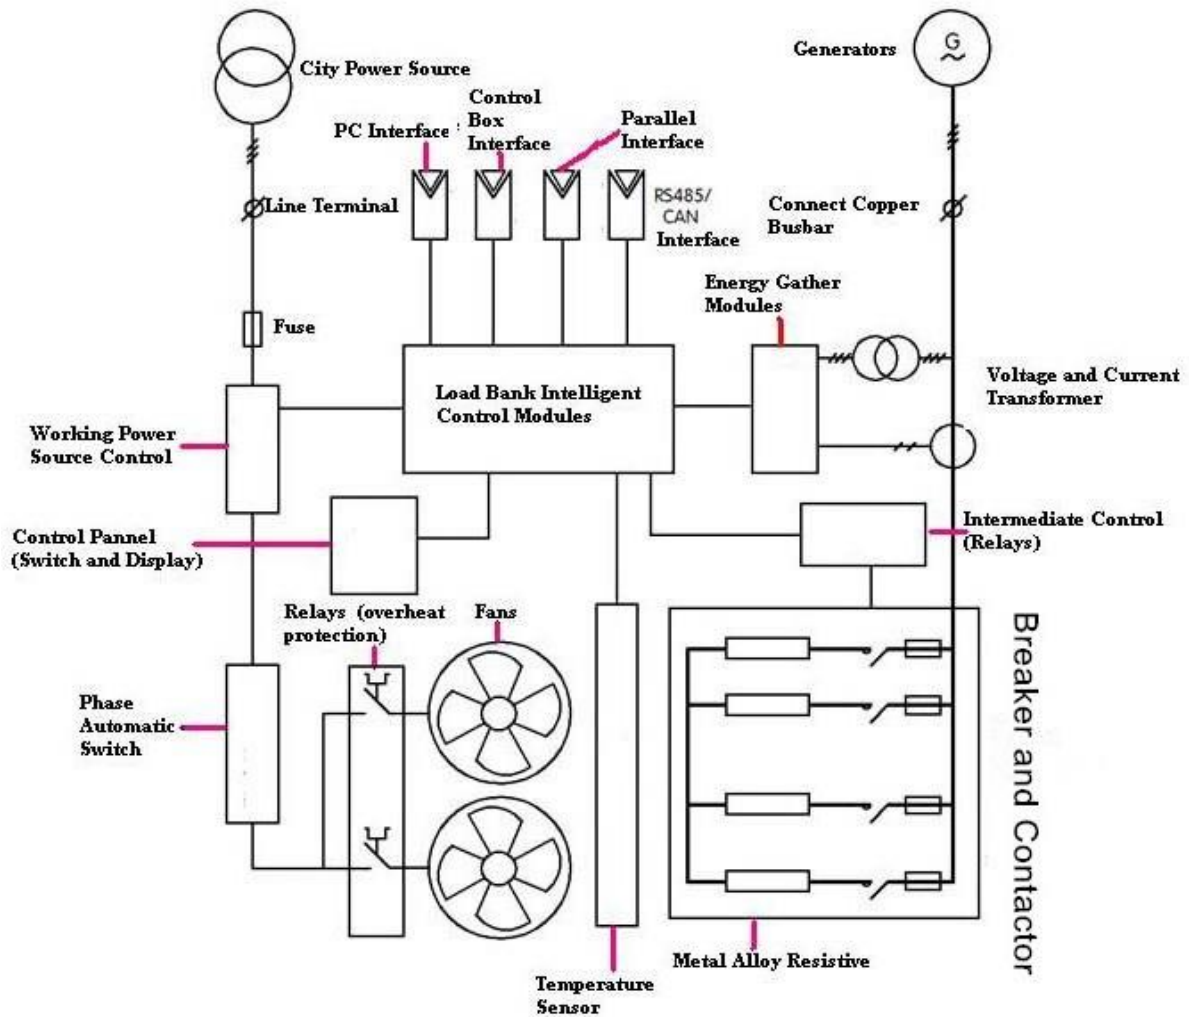 City Power Source
Generators
G
Control
Box
Interface
PC Interface
Parallel
Interface
Line Terminal
RS485/
CAN
Interface
Connect Copper
Busbar
Energy Gather
Modules
Fuse
Load Bank Intelligent
Control Modules
Voltage and Current
Transformer
Working Power
Source Control
Control Pannel
(Switch and Display)
Intermediate Control
(Relays)
Relays (overheat
protection)
Fans
Phase
Automatic
Switch
Breaker and Contactor
Metal Alloy Resistive
Temperature
Sensor